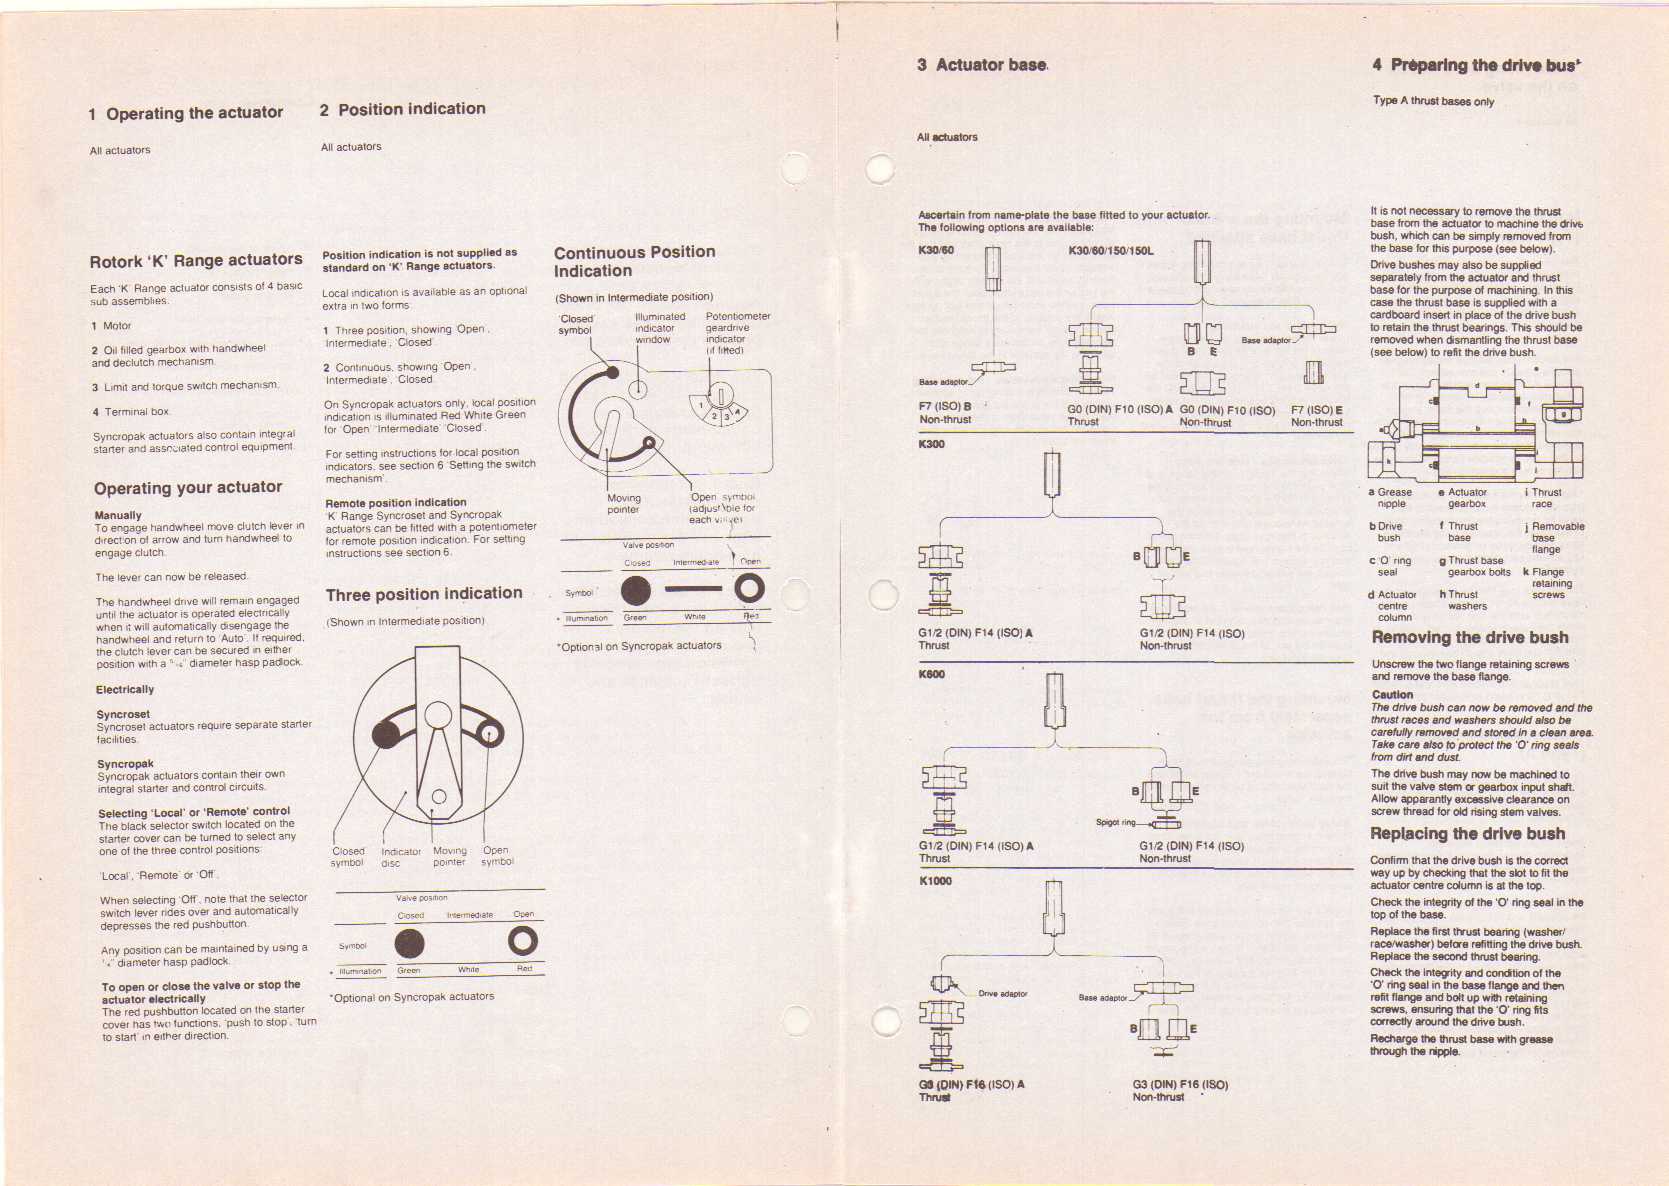 1 Operating the actuator
All actuators
Rotork 'K' Range actuators
Each 'K' Range actuator consists of 4 basic
sub assemblies.
1 Motor
2 Oil filled gearbox with handwheel
and declutch mechanism.
3 Limit and torque switch mechanism.
4 Terminal box.
Syncropak actuators also contain integral
starter and associated control equipment.
Operating your actuator
Manually
To engage handwheel move clutch lever in
direction of arrow and turn handwheel to
engage clutch.
The lever can now be released.
The handwheel drive will remain engaged
until the actuator is operated electrically
when it will automatically disengage the
handwheel and return to 'Auto'. If required,
the clutch lever can be secured in either
position with a diameter hasp padlock.
Electrically
Syncroset
Syncroset actuators require separate starter
facilities.
Syncropak
Syncropak actuators contain their own
integral starter and control circuits.
Selecting 'Local' or 'Remote' control
The black selector switch located on the
starter cover can be turned to select any
one of the three control positions:
'Local', 'Remote' or 'Off'.
When selecting 'Off', note that the selector
switch lever rides over and automatically
depresses the red pushbutton.
Any position can be maintained by using a
diameter hasp padlock.
To open or close the valve or stop the
actuator electrically
The red pushbutton located on the starter
cover has two functions, 'push to stop', 'turn
to start' in either direction.
2 Position indication
All actuators
Position indication is not supplied as
standard on 'K' Range actuators.
Local indication is available as an optional
extra in two forms:
1 Three position, showing 'Open',
'Intermediate', 'Closed'.
2 Continuous, showing 'Open',
'Intermediate', 'Closed'.
On Syncropak actuators only, local position
indication is illuminated Red White Green
for 'Open' 'Intermediate' 'Closed'.
For setting instructions for local position
indicators, see section 6 'Setting the switch
mechanism'.
Remote position indication
'K' Range Syncroset and Syncropak
actuators can be fitted with a potentiometer
for remote position indication. For setting
instructions see section 6.
Three position indication
(Shown in Intermediate position)
Closed
symbol
Indicator
disc
Moving
pointer
Open
symbol
Valve position
Closed Intermediate Open
Symbol
* Illumination Green White Red
*Optional on Syncropak actuators
Continuous Position
Indication
(Shown in Intermediate position)
'Closed'
symbol
Illuminated
indicator
window
Potentiometer
geardrive
indicator
(if fitted)
1 2 3 4
Moving
pointer
Open symbol
(adjustable for
each valve)
Valve position
Closed Intermediate Open
Symbol
* Illumination Green White Red
*Optional on Syncropak actuators
3 Actuator base.
All actuators
Ascertain from name-plate the base fitted to your actuator.
The following options are available:
K30/60
K30/60/150/150L
B E
Base adaptor
Base adaptor
F7 (ISO) B
Non-thrust
G0 (DIN) F10 (ISO) A
Thrust
G0 (DIN) F10 (ISO)
Non-thrust
F7 (ISO) E
Non-thrust
K300
B E
G1/2 (DIN) F14 (ISO) A
Thrust
G1/2 (DIN) F14 (ISO)
Non-thrust
K600
B E
Spigot ring
G1/2 (DIN) F14 (ISO) A
Thrust
G1/2 (DIN) F14 (ISO)
Non-thrust
K1000
Drive adaptor
Base adaptor
B E
G3 (DIN) F16 (ISO) A
Thrust
G3 (DIN) F16 (ISO)
Non-thrust
4 Preparing the drive bus
Type A thrust bases only
It is not necessary to remove the thrust
base from the actuator to machine the drive
bush, which can be simply removed from
the base for this purpose (see below).
Drive bushes may also be supplied
separately from the actuator and thrust
base for the purpose of machining. In this
case the thrust base is supplied with a
cardboard insert in place of the drive bush
to retain the thrust bearings. This should be
removed when dismantling the thrust base
(see below) to refit the drive bush.
a Grease
nipple
b Drive
bush
c 'O' ring
seal
d Actuator
centre
column
e Actuator
gearbox
f Thrust
base
g Thrust base
gearbox bolts
h Thrust
washers
i Thrust
race
j Removable
base
flange
k Flange
retaining
screws
Removing the drive bush
Unscrew the two flange retaining screws
and remove the base flange.
Caution
The drive bush can now be removed and the
thrust races and washers should also be
carefully removed and stored in a clean area.
Take care also to protect the 'O' ring seals
from dirt and dust.
The drive bush may now be machined to
suit the valve stem or gearbox input shaft.
Allow apparantly excessive clearance on
screw thread for old rising stem valves.
Replacing the drive bush
Confirm that the drive bush is the correct
way up by checking that the slot to fit the
actuator centre column is at the top.
Check the integrity of the 'O' ring seal in the
top of the base.
Replace the first thrust bearing (washer/
race/washer) before refitting the drive bush.
Replace the second thrust bearing.
Check the integrity and condition of the
'O' ring seal in the base flange and then
refit flange and bolt up with retaining
screws, ensuring that the 'O' ring fits
correctly around the drive bush.
Recharge the thrust base with grease
through the nipple.